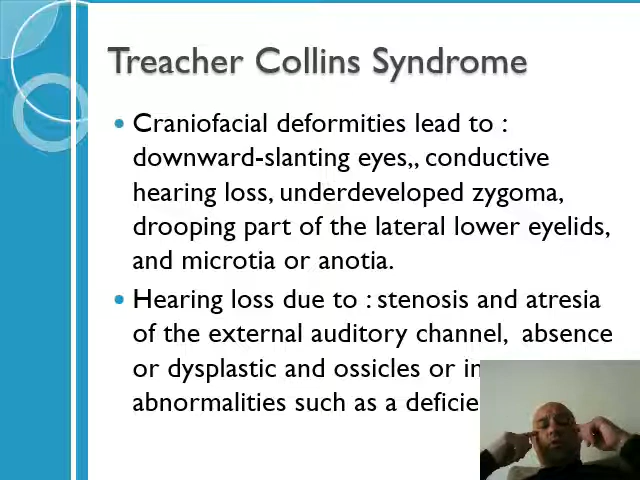 Treacher Collins Syndrome
Craniofacial deformities lead to :
downward-slanting eyes,, conductive
hearing loss, underdeveloped zygoma,
drooping part of the lateral lower eyelids,
and microtia or anotia.
Hearing loss due to : stenosis and atresia
of the external auditory channel, absence
or dysplastic and ossicles or
abnormalities such as a